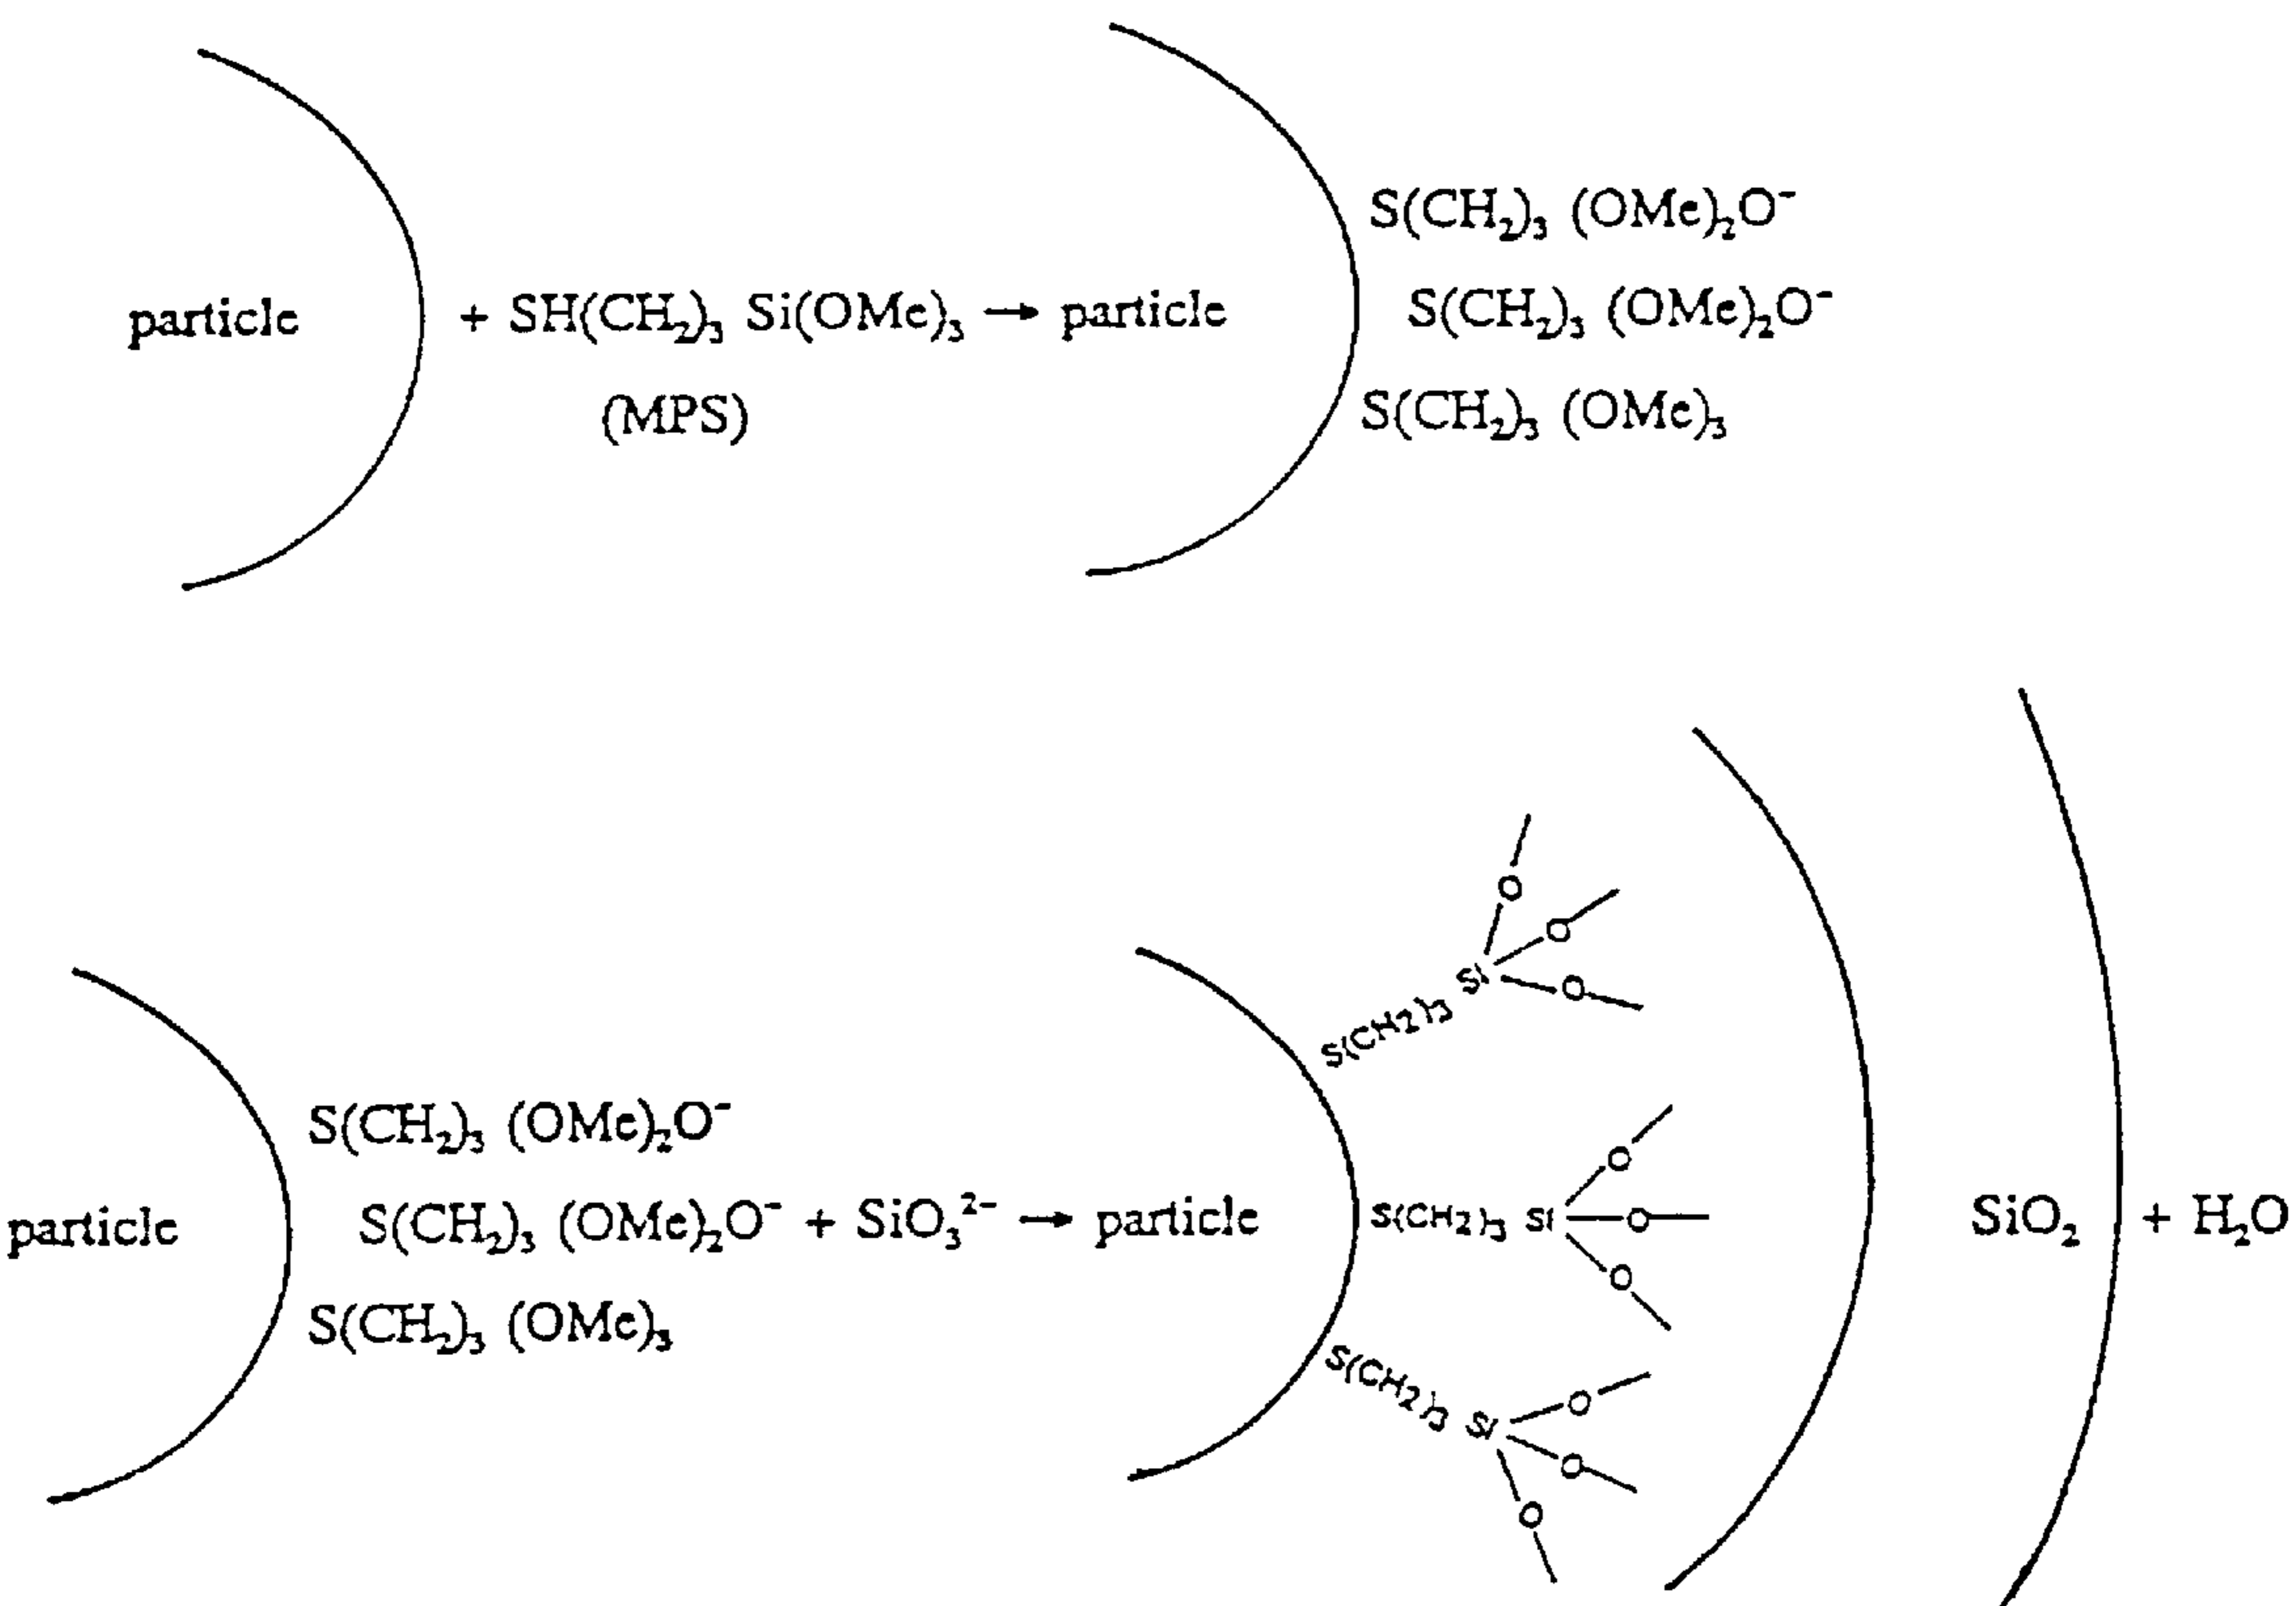 S(CH₂)₃ (OMe)₂O⁻
particle + SH(CH₂)₃ Si(OMe)₃ → particle S(CH₂)₃ (OMe)₂O⁻
(MPS) S(CH₂)₃ (OMe)₃
O
O
Si
O
S(CH2)3
S(CH₂)₃ (OMe)₂O⁻
O
particle S(CH₂)₃ (OMe)₂O⁻ + SiO₃²⁻ → particle S(CH2)3 Si O SiO₂ + H₂O
O
S(CH₂)₃ (OMe)₃
S(CH2)3
O
Si
O
O